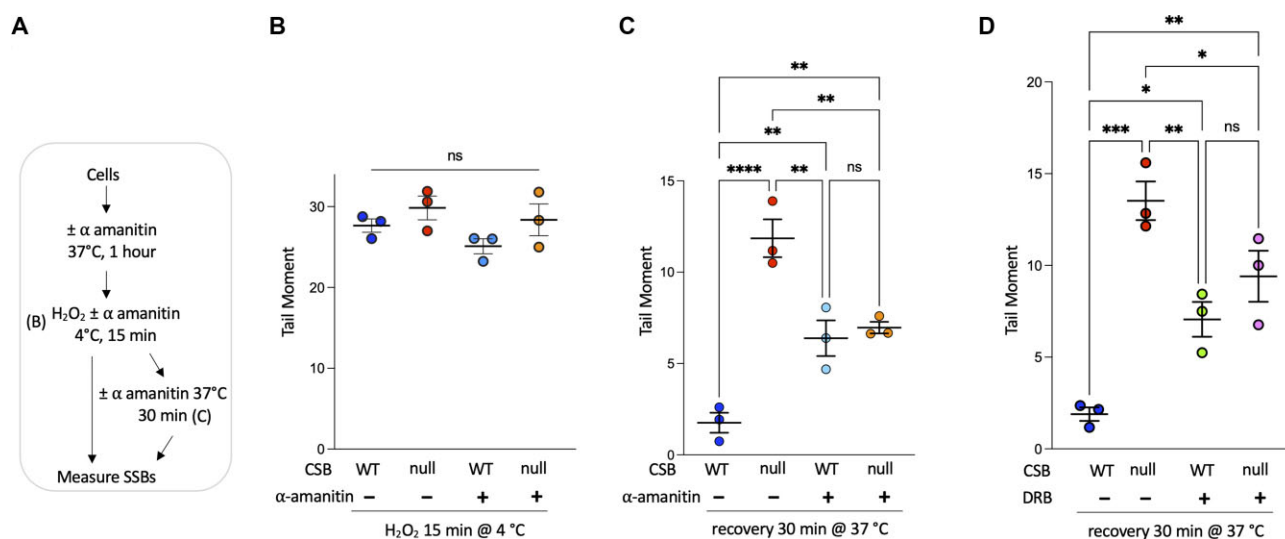 A
Cells
± α amanitin
37°C, 1 hour
(B) H₂O₂ ± α amanitin
4°C, 15 min
± α amanitin 37°C
30 min (C)
Measure SSBs
B
Tail Moment
30
20
10
0
ns
CSB WT null WT null
α-amanitin − − + +
H₂O₂ 15 min @ 4 °C
C
Tail Moment
15
10
5
0
**
**
**
**** ** ns
CSB WT null WT null
α-amanitin − − + +
recovery 30 min @ 37 °C
D
Tail Moment
20
15
10
5
0
**
*
*
*** ** ns
CSB WT null WT null
DRB − − + +
recovery 30 min @ 37 °C